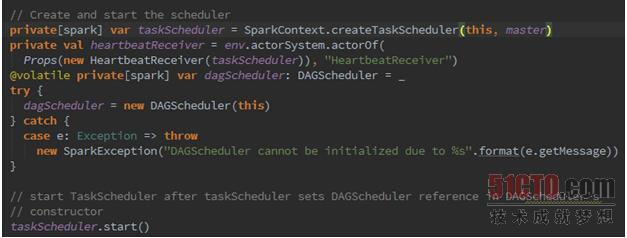 // Create and start the scheduler
private[spark] var taskScheduler = SparkContext.createTaskScheduler(this, master)
private val heartbeatReceiver = env.actorSystem.actorOf(
Props(new HeartbeatReceiver(taskScheduler)), "HeartbeatReceiver")
@volatile private[spark] var dagScheduler: DAGScheduler = _
try {
dagScheduler = new DAGScheduler(this)
} catch {
case e: Exception => throw
new SparkException("DAGScheduler cannot be initialized due to %s".format(e.getMessage))
}
// start TaskScheduler after taskScheduler sets DAGScheduler reference in DAGScheduler's
// constructor
taskScheduler.start()
51CTO.com
技术成就梦想